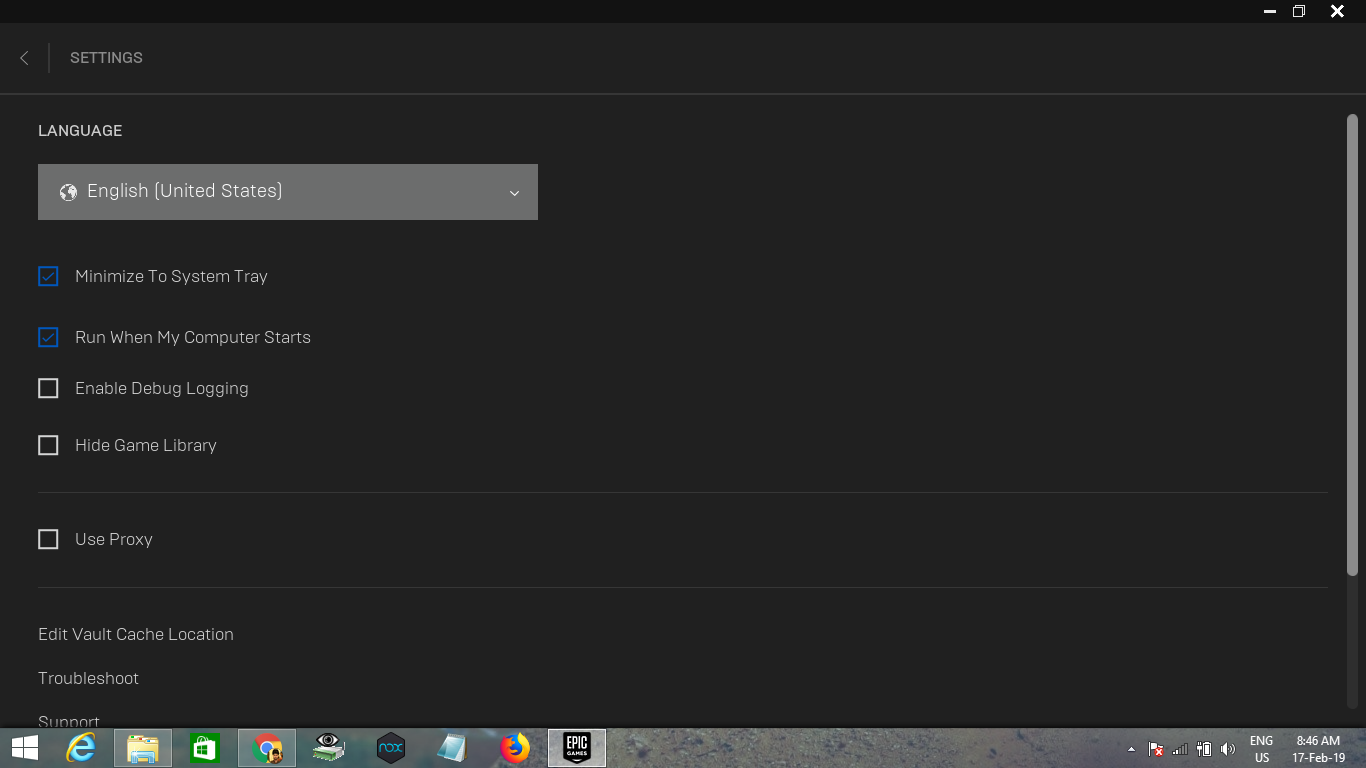 SETTINGS
LANGUAGE
English (United States)
Minimize To System Tray
Run When My Computer Starts
Enable Debug Logging
Hide Game Library
Use Proxy
Edit Vault Cache Location
Troubleshoot
Support
nox
EPIC
GAMES
ENG
US
8:46 AM
17-Feb-19